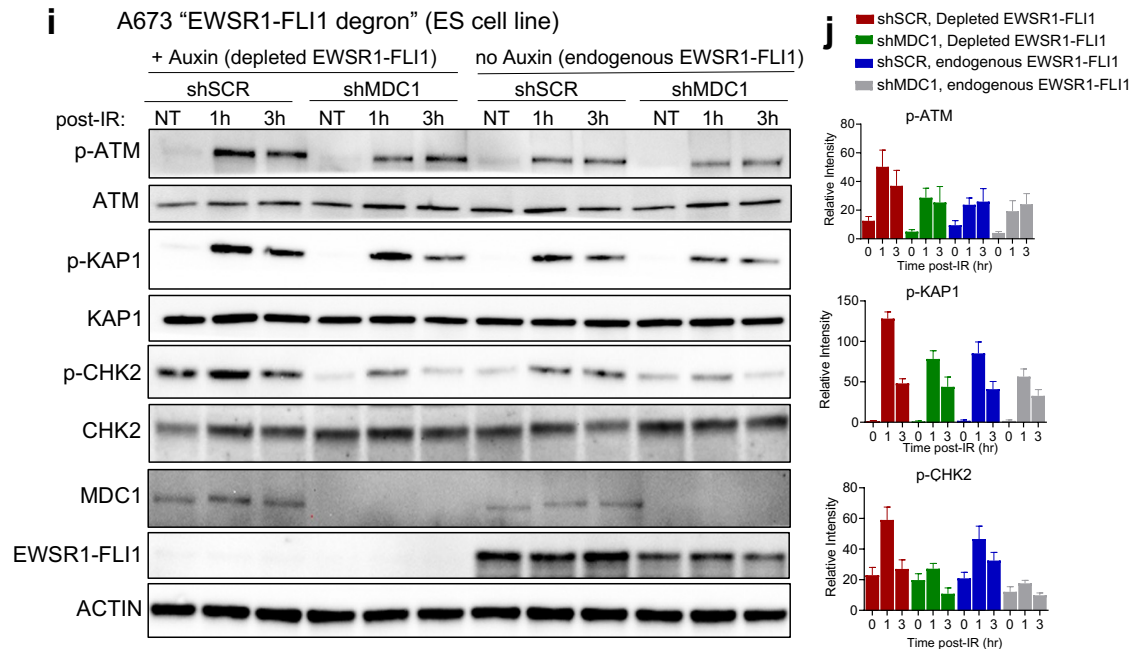 i A673 “EWSR1-FLI1 degron” (ES cell line)
+ Auxin (depleted EWSR1-FLI1) no Auxin (endogenous EWSR1-FLI1)
shSCR shMDC1 shSCR shMDC1
post-IR: NT 1h 3h NT 1h 3h NT 1h 3h NT 1h 3h
p-ATM
ATM
p-KAP1
KAP1
p-CHK2
CHK2
MDC1
EWSR1-FLI1
ACTIN
j
shSCR, Depleted EWSR1-FLI1
shMDC1, Depleted EWSR1-FLI1
shSCR, endogenous EWSR1-FLI1
shMDC1, endogenous EWSR1-FLI1
p-ATM
Relative Intensity
80
60
40
20
0
0 1 3 0 1 3 0 1 3 0 1 3
Time post-IR (hr)
p-KAP1
Relative Intensity
150
100
50
0
0 1 3 0 1 3 0 1 3 0 1 3
Time post-IR (hr)
p-CHK2
Relative Intensity
80
60
40
20
0
0 1 3 0 1 3 0 1 3 0 1 3
Time post-IR (hr)